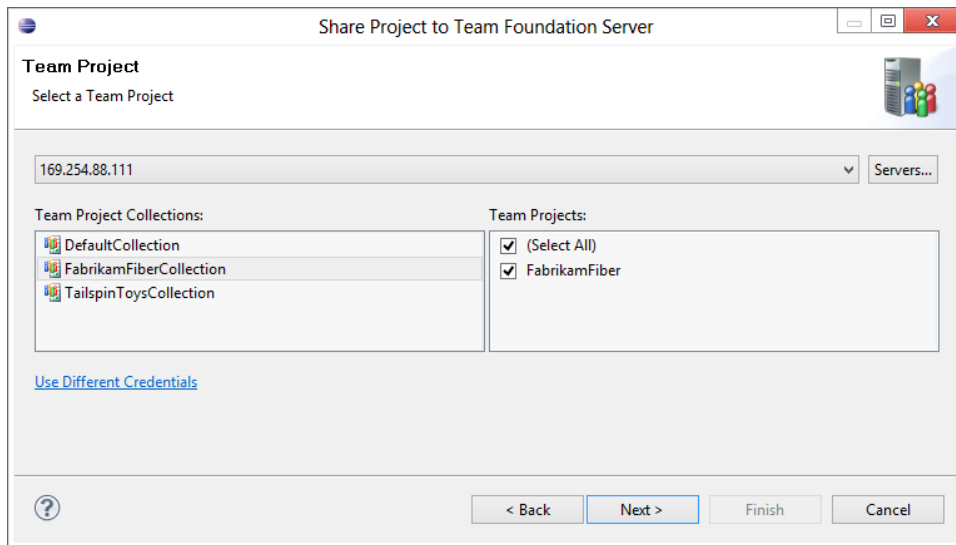 Share Project to Team Foundation Server
Team Project
Select a Team Project
169.254.88.111
Servers...
Team Project Collections:
DefaultCollection
FabrikamFiberCollection
TailspinToysCollection
Team Projects:
(Select All)
FabrikamFiber
Use Different Credentials
?
< Back
Next >
Finish
Cancel